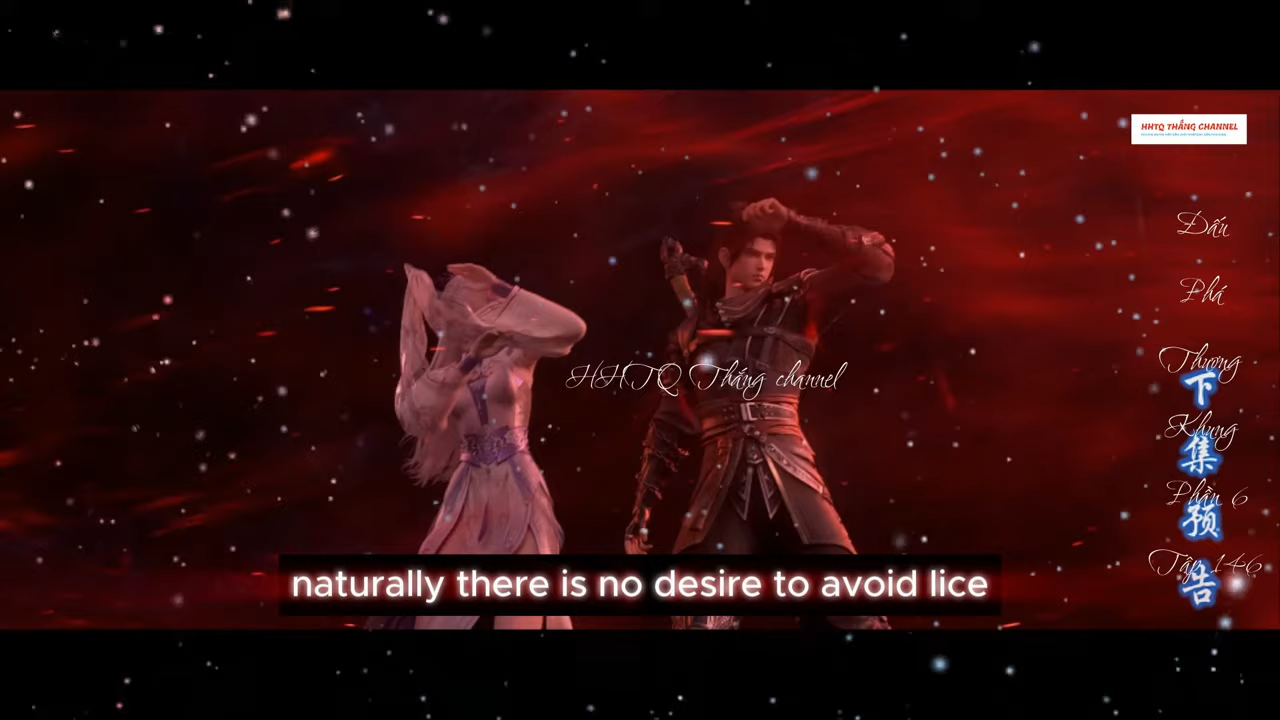 HHTQ THẮNG CHANNEL
Dấu
Phá
Thương
Khung
Phần 6
Tập 146
下
集
预
告
HHTQ Thắng channel
naturally there is no desire to avoid lice